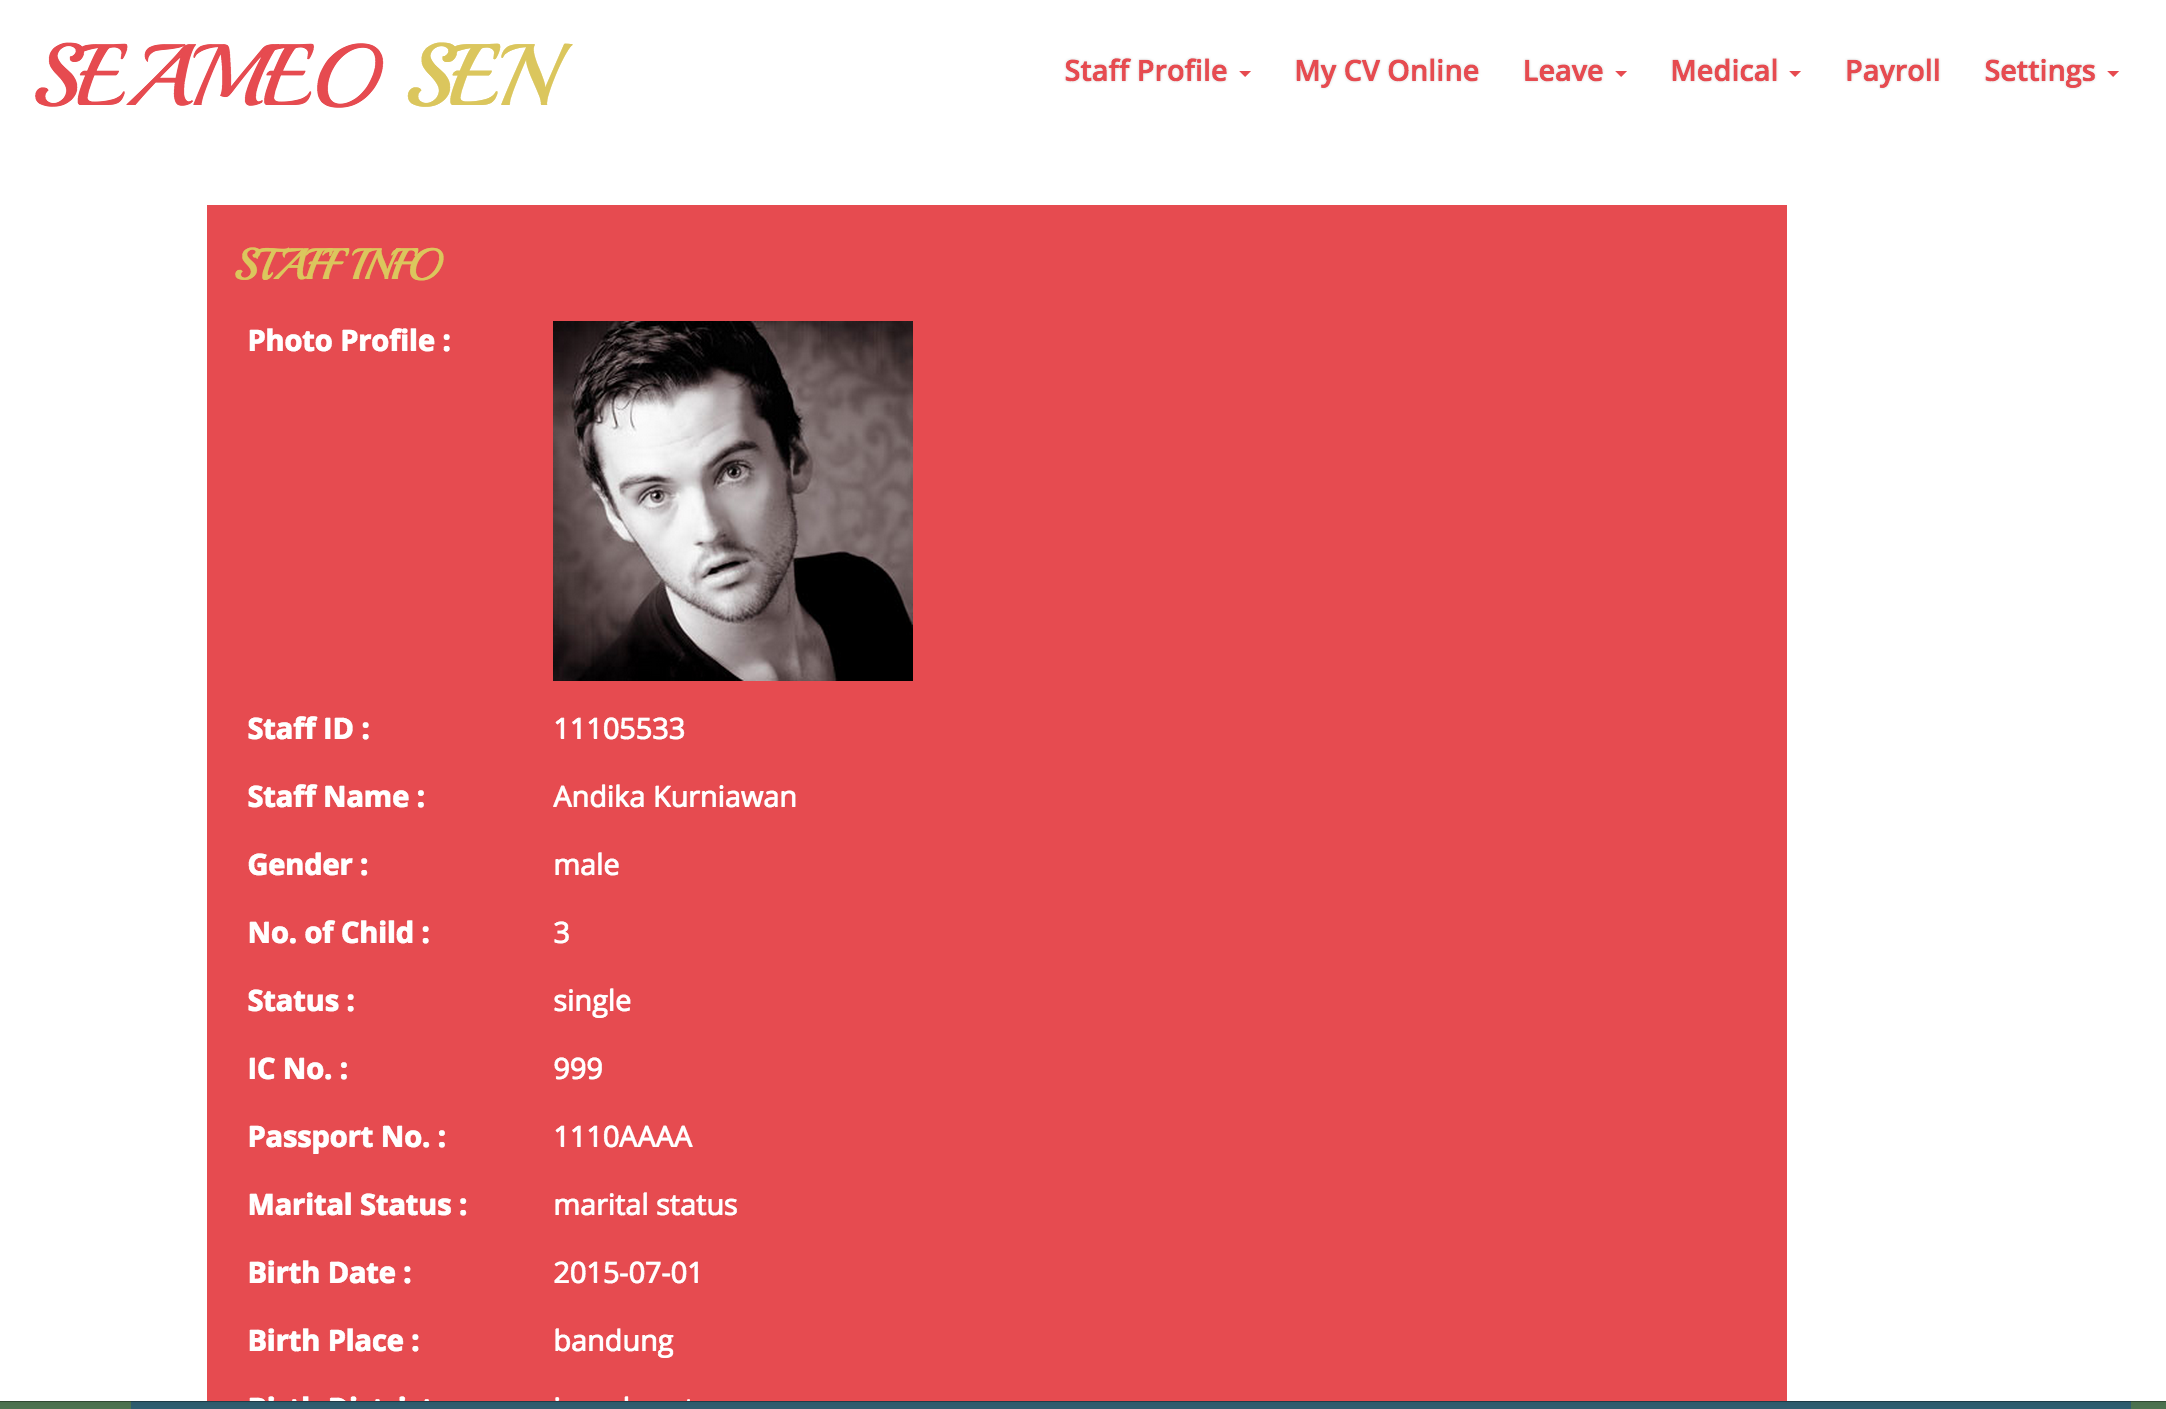 SEAMEO SEN
Staff Profile My CV Online Leave Medical Payroll Settings
STAFF INFO
Photo Profile :
Staff ID : 11105533
Staff Name : Andika Kurniawan
Gender : male
No. of Child : 3
Status : single
IC No. : 999
Passport No. : 1110AAAA
Marital Status : marital status
Birth Date : 2015-07-01
Birth Place : bandung